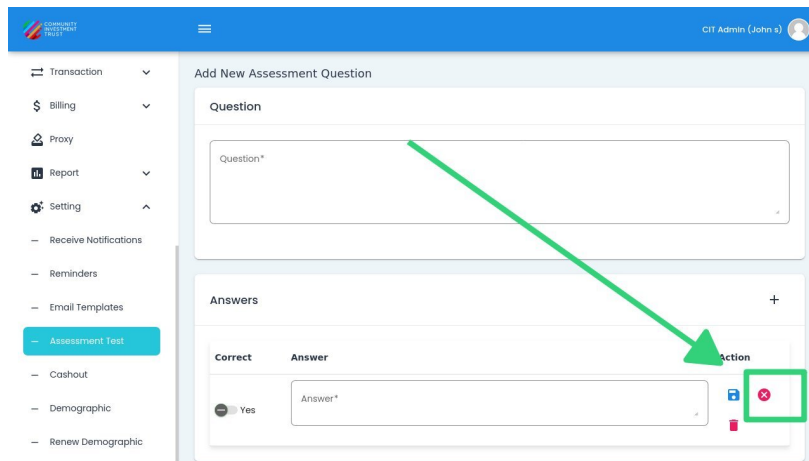 COMMUNITY
INVESTMENT
TRUST
CIT Admin (John s)
Transaction
Billing
Proxy
Report
Setting
Receive Notifications
Reminders
Email Templates
Assessment Test
Cashout
Demographic
Renew Demographic
Add New Assessment Question
Question
Question*
Answers
+
Correct Answer Action
Yes
Answer*